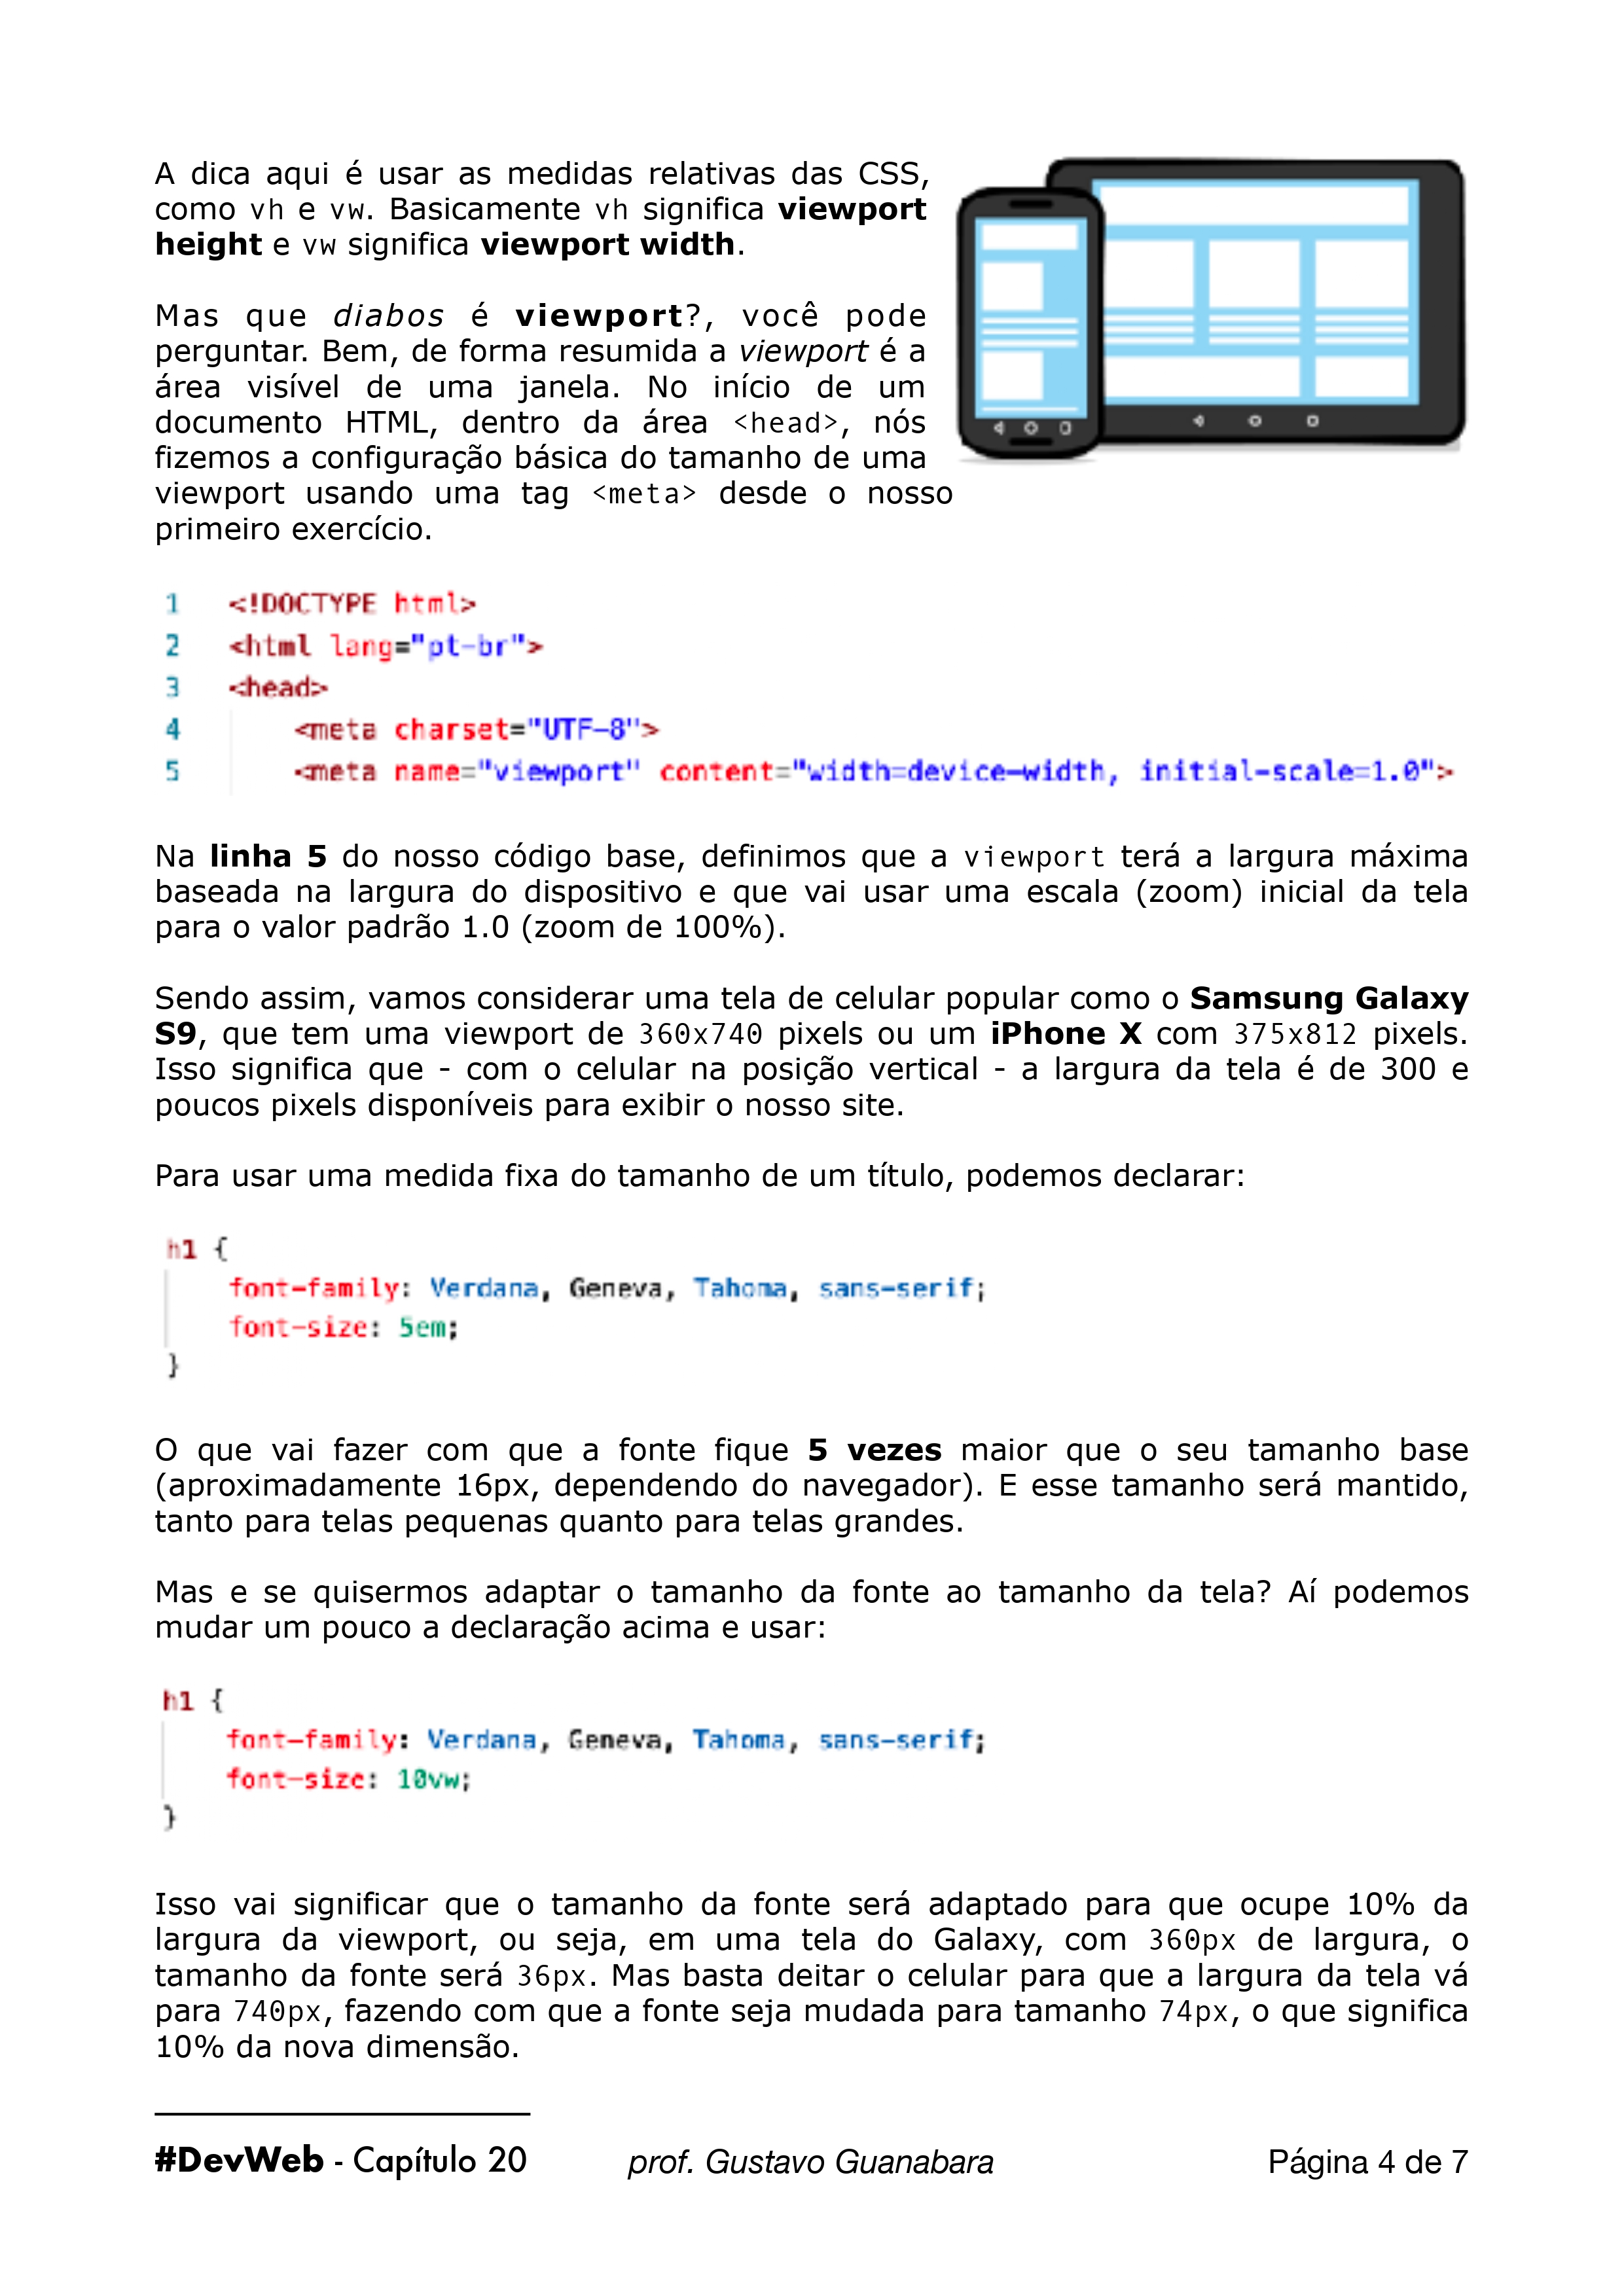 A dica aqui é usar as medidas relativas das CSS,
como vh e vw. Basicamente vh significa viewport
height e vw significa viewport width.
Mas que diabos é viewport?, você pode
perguntar. Bem, de forma resumida a viewport é a
área visível de uma janela. No início de um
documento HTML, dentro da área <head>, nós
fizemos a configuração básica do tamanho de uma
viewport usando uma tag <meta> desde o nosso
primeiro exercício.
1 <!DOCTYPE html>
2 <html lang="pt-br">
3 <head>
4 <meta charset="UTF-8">
5 <meta name="viewport" content="width=device-width, initial-scale=1.0">
Na linha 5 do nosso código base, definimos que a viewport terá a largura máxima
baseada na largura do dispositivo e que vai usar uma escala (zoom) inicial da tela
para o valor padrão 1.0 (zoom de 100%).
Sendo assim, vamos considerar uma tela de celular popular como o Samsung Galaxy
S9, que tem uma viewport de 360x740 pixels ou um iPhone X com 375x812 pixels.
Isso significa que - com o celular na posição vertical - a largura da tela é de 300 e
poucos pixels disponíveis para exibir o nosso site.
Para usar uma medida fixa do tamanho de um título, podemos declarar:
h1 {
font-family: Verdana, Geneva, Tahoma, sans-serif;
font-size: 5em;
}
O que vai fazer com que a fonte fique 5 vezes maior que o seu tamanho base
(aproximadamente 16px, dependendo do navegador). E esse tamanho será mantido,
tanto para telas pequenas quanto para telas grandes.
Mas e se quisermos adaptar o tamanho da fonte ao tamanho da tela? Aí podemos
mudar um pouco a declaração acima e usar:
h1 {
font-family: Verdana, Geneva, Tahoma, sans-serif;
font-size: 10vw;
}
Isso vai significar que o tamanho da fonte será adaptado para que ocupe 10% da
largura da viewport, ou seja, em uma tela do Galaxy, com 360px de largura, o
tamanho da fonte será 36px. Mas basta deitar o celular para que a largura da tela vá
para 740px, fazendo com que a fonte seja mudada para tamanho 74px, o que significa
10% da nova dimensão.
#DevWeb - Capítulo 20 prof. Gustavo Guanabara Página 4 de 7